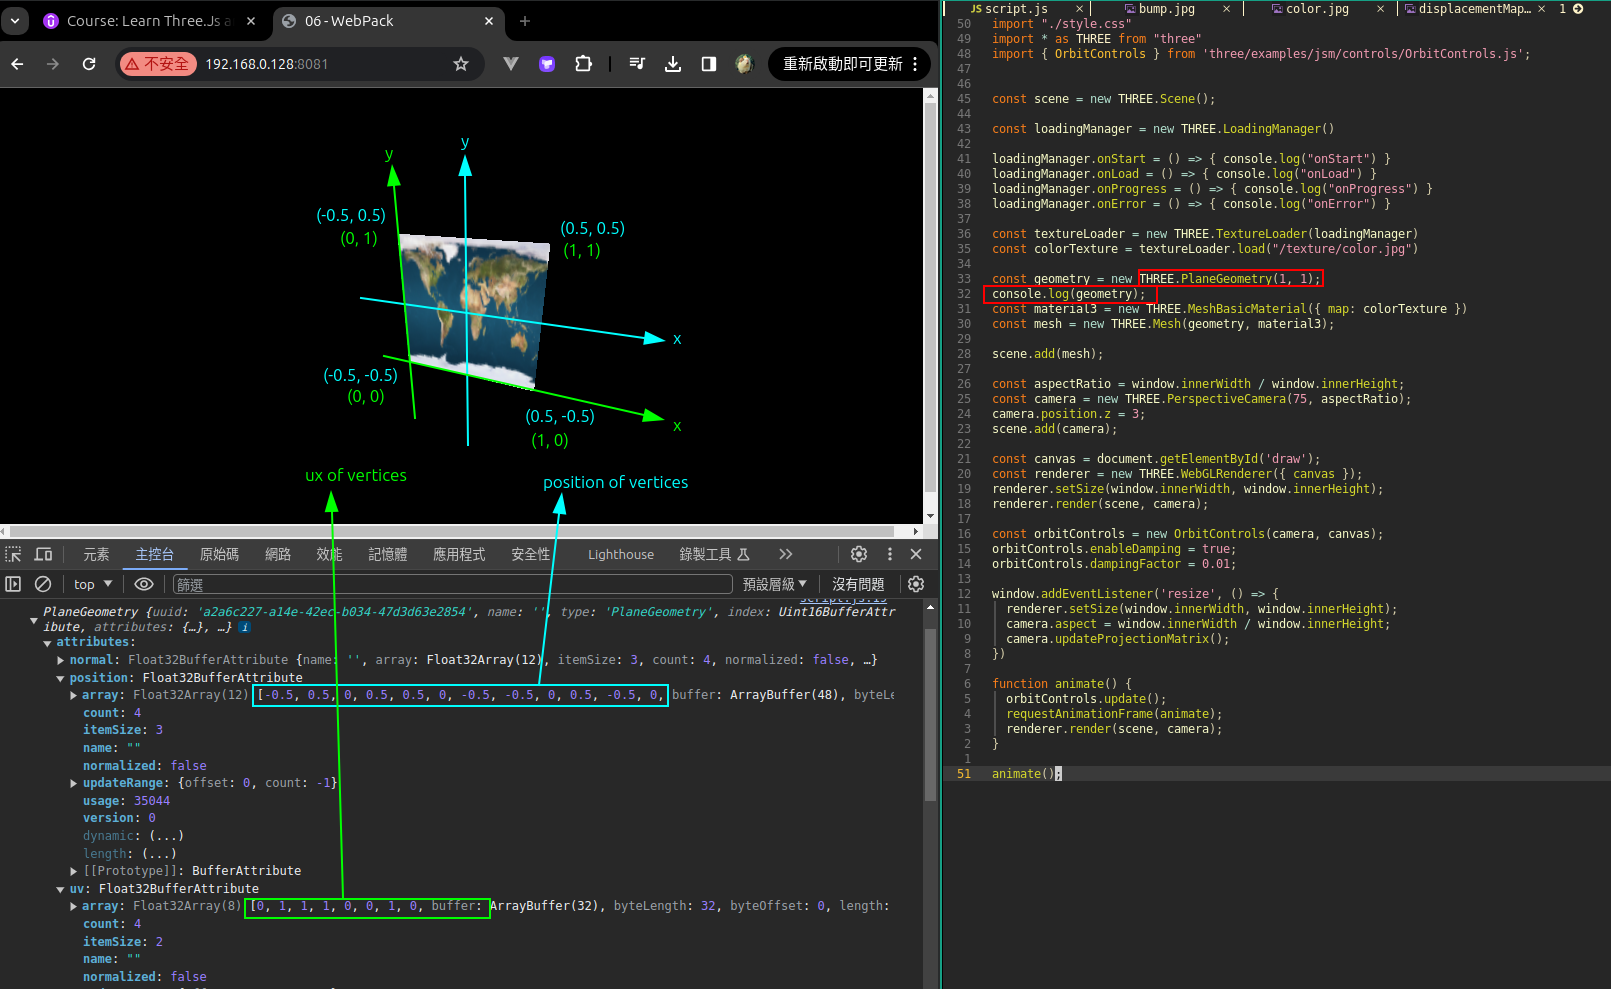 Course: Learn Three.Js a
06 - WebPack
不安全 192.168.0.128:8081
重新啟動即可更新
y
y
(-0.5, 0.5)
(0, 1)
(0.5, 0.5)
(1, 1)
x
(-0.5, -0.5)
(0, 0)
(0.5, -0.5)
(1, 0)
x
ux of vertices
position of vertices
元素 主控台 原始碼 網路 效能 記憶體 應用程式 安全性 Lighthouse 錄製工具
top 篩選 預設層級 沒有問題
script.js:19
PlaneGeometry {uuid: 'a2a6c227-a14e-42ec-b034-47d3d63e2854', name: '', type: 'PlaneGeometry', index: Uint16BufferAttr
ibute, attributes: {…}, …} i
attributes:
normal: Float32BufferAttribute {name: '', array: Float32Array(12), itemSize: 3, count: 4, normalized: false, …}
position: Float32BufferAttribute
array: Float32Array(12) [-0.5, 0.5, 0, 0.5, 0.5, 0, -0.5, -0.5, 0, 0.5, -0.5, 0, buffer: ArrayBuffer(48), byteLe
count: 4
itemSize: 3
name: ""
normalized: false
updateRange: {offset: 0, count: -1}
usage: 35044
version: 0
dynamic: (...)
length: (...)
[[Prototype]]: BufferAttribute
uv: Float32BufferAttribute
array: Float32Array(8) [0, 1, 1, 1, 0, 0, 1, 0, buffer: ArrayBuffer(32), byteLength: 32, byteOffset: 0, length:
count: 4
itemSize: 2
name: ""
normalized: false
JS script.js × bump.jpg × color.jpg × displacementMap… × 1
50 import "./style.css"
49 import * as THREE from "three"
48 import { OrbitControls } from 'three/examples/jsm/controls/OrbitControls.js';
47
46
45 const scene = new THREE.Scene();
44
43 const loadingManager = new THREE.LoadingManager()
42
41 loadingManager.onStart = () => { console.log("onStart") }
40 loadingManager.onLoad = () => { console.log("onLoad") }
39 loadingManager.onProgress = () => { console.log("onProgress") }
38 loadingManager.onError = () => { console.log("onError") }
37
36 const textureLoader = new THREE.TextureLoader(loadingManager)
35 const colorTexture = textureLoader.load("/texture/color.jpg")
34
33 const geometry = new THREE.PlaneGeometry(1, 1);
32 console.log(geometry);
31 const material3 = new THREE.MeshBasicMaterial({ map: colorTexture })
30 const mesh = new THREE.Mesh(geometry, material3);
29
28 scene.add(mesh);
27
26 const aspectRatio = window.innerWidth / window.innerHeight;
25 const camera = new THREE.PerspectiveCamera(75, aspectRatio);
24 camera.position.z = 3;
23 scene.add(camera);
22
21 const canvas = document.getElementById('draw');
20 const renderer = new THREE.WebGLRenderer({ canvas });
19 renderer.setSize(window.innerWidth, window.innerHeight);
18 renderer.render(scene, camera);
17
16 const orbitControls = new OrbitControls(camera, canvas);
15 orbitControls.enableDamping = true;
14 orbitControls.dampingFactor = 0.01;
13
12 window.addEventListener('resize', () => {
11 renderer.setSize(window.innerWidth, window.innerHeight);
10 camera.aspect = window.innerWidth / window.innerHeight;
9 camera.updateProjectionMatrix();
8 })
7
6 function animate() {
5 orbitControls.update();
4 requestAnimationFrame(animate);
3 renderer.render(scene, camera);
2 }
1
51 animate();